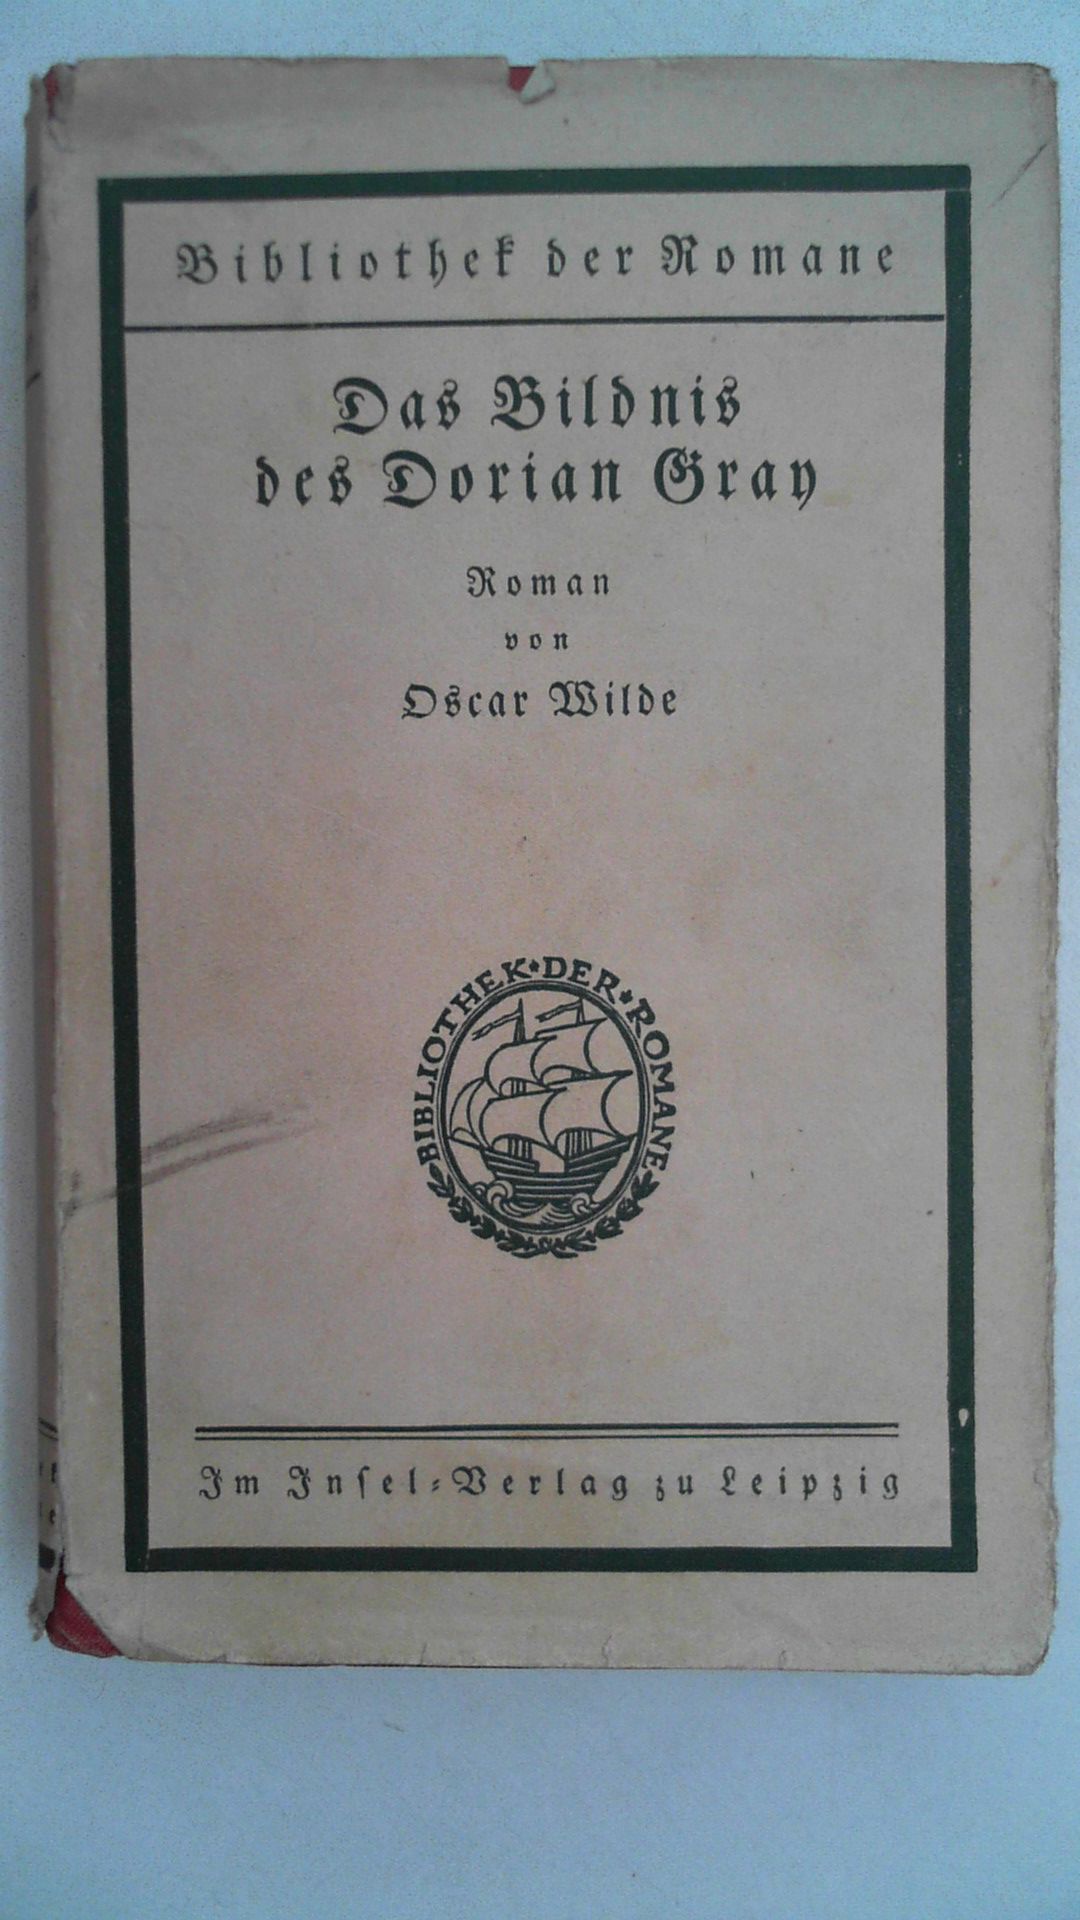 Bibliothek der Romane
Das Bildnis
des Dorian Gray
Roman
von
Oscar Wilde
BIBLIOTHEK DER ROMANE
Im Insel-Verlag zu Leipzig